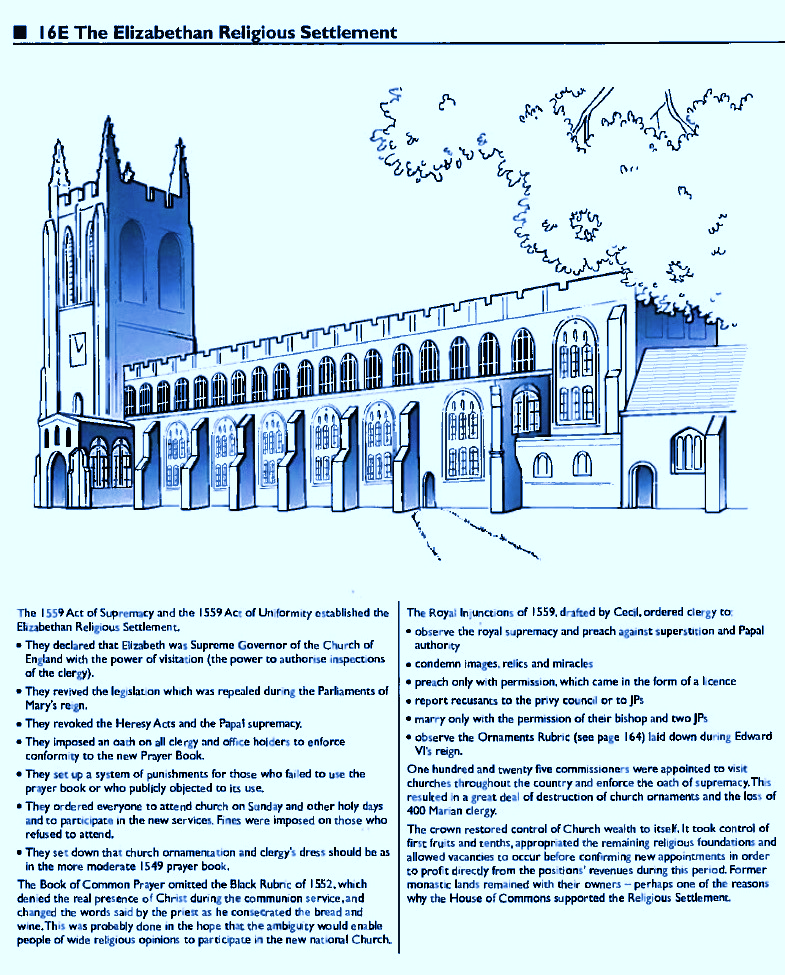 ■ 16E The Elizabethan Religious Settlement
The 1559 Act of Supremacy and the 1559 Act of Uniformity established the
Elizabethan Religious Settlement.
• They declared that Elizabeth was Supreme Governor of the Church of
England with the power of visitation (the power to authorise inspections
of the clergy).
• They revived the legislation which was repealed during the Parliaments of
Mary's reign.
• They revoked the Heresy Acts and the Papal supremacy.
• They imposed an oath on all clergy and office holders to enforce
conformity to the new Prayer Book.
• They set up a system of punishments for those who failed to use the
prayer book or who publicly objected to its use.
• They ordered everyone to attend church on Sunday and other holy days
and to participate in the new services. Fines were imposed on those who
refused to attend.
• They set down that church ornamentation and clergy's dress should be as
in the more moderate 1549 prayer book.
The Book of Common Prayer omitted the Black Rubric of 1552, which
denied the real presence of Christ during the communion service, and
changed the words said by the priest as he consecrated the bread and
wine. This was probably done in the hope that the ambiguity would enable
people of wide religious opinions to participate in the new national Church.
The Royal Injunctions of 1559, drafted by Cecil, ordered clergy to:
• observe the royal supremacy and preach against superstition and Papal
authority
• condemn images, relics and miracles
• preach only with permission, which came in the form of a licence
• report recusants to the privy council or to JPs
• marry only with the permission of their bishop and two JPs
• observe the Ornaments Rubric (see page 164) laid down during Edward
VI's reign.
One hundred and twenty five commissioners were appointed to visit
churches throughout the country and enforce the oath of supremacy. This
resulted in a great deal of destruction of church ornaments and the loss of
400 Marian clergy.
The crown restored control of Church wealth to itself. It took control of
first fruits and tenths, appropriated the remaining religious foundations and
allowed vacancies to occur before confirming new appointments in order
to profit directly from the positions' revenues during this period. Former
monastic lands remained with their owners – perhaps one of the reasons
why the House of Commons supported the Religious Settlement.